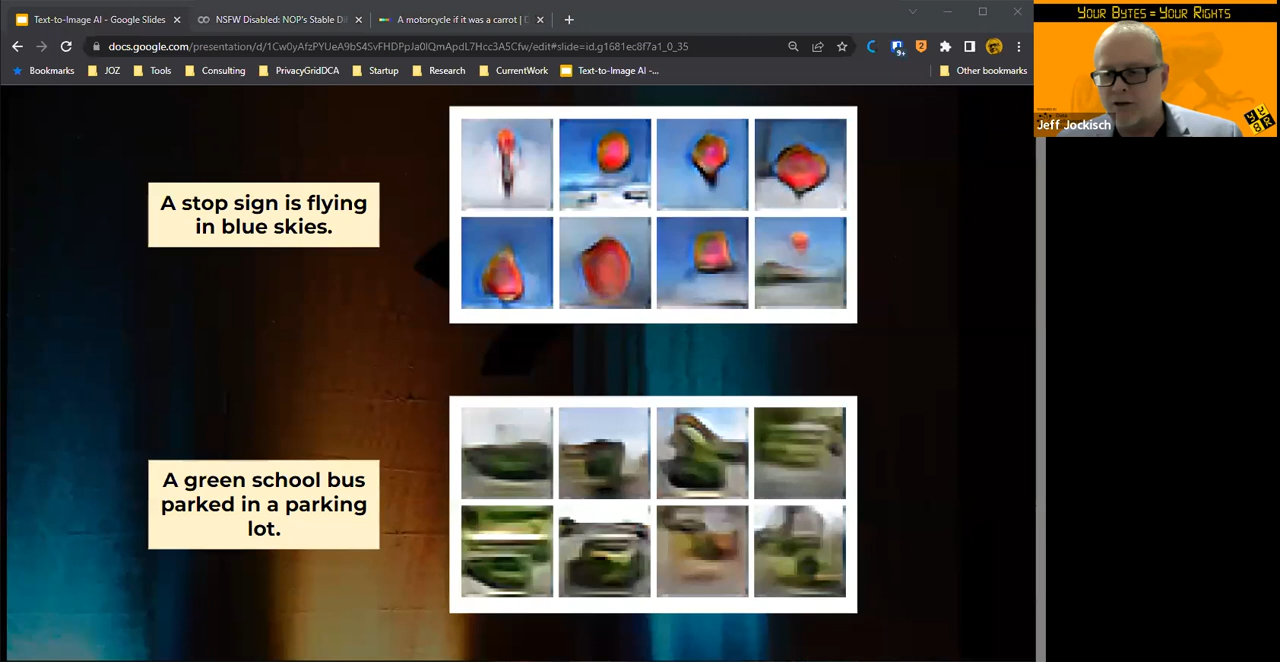 Text-to-Image AI - Google Slides
NSFW Disabled: NOP's Stable Di
A motorcycle if it was a carrot | D
docs.google.com/presentation/d/1Cw0yAfzPYUeA9bS4SvFHDPpJa0lQmApdL7Hcc3A5Cfw/edit#slide=id.g1681ec8f7a1_0_35
9+
2
Bookmarks
JOZ
Tools
Consulting
PrivacyGridDCA
Startup
Research
CurrentWork
Text-to-Image AI -...
Other bookmarks
YOUR BYTES = YOUR RIGHTS
Jeff Jockisch
A stop sign is flying
in blue skies.
A green school bus
parked in a parking
lot.